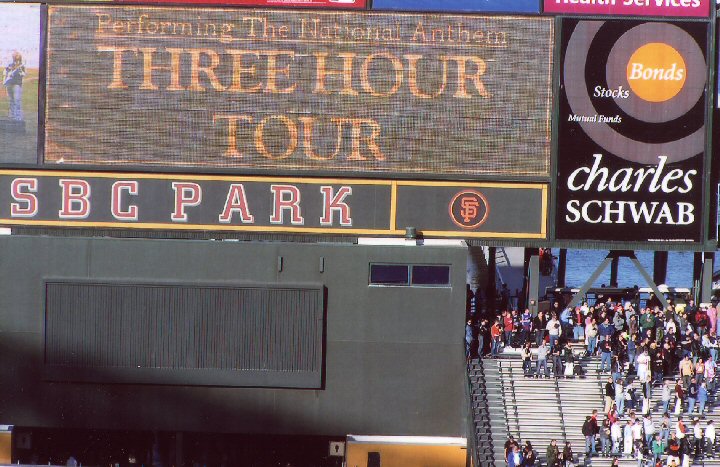 Health Services
Performing The National Anthem
THREE HOUR
TOUR
Bonds
Stocks
Mutual Funds
charles
SCHWAB
SBC PARK
SF